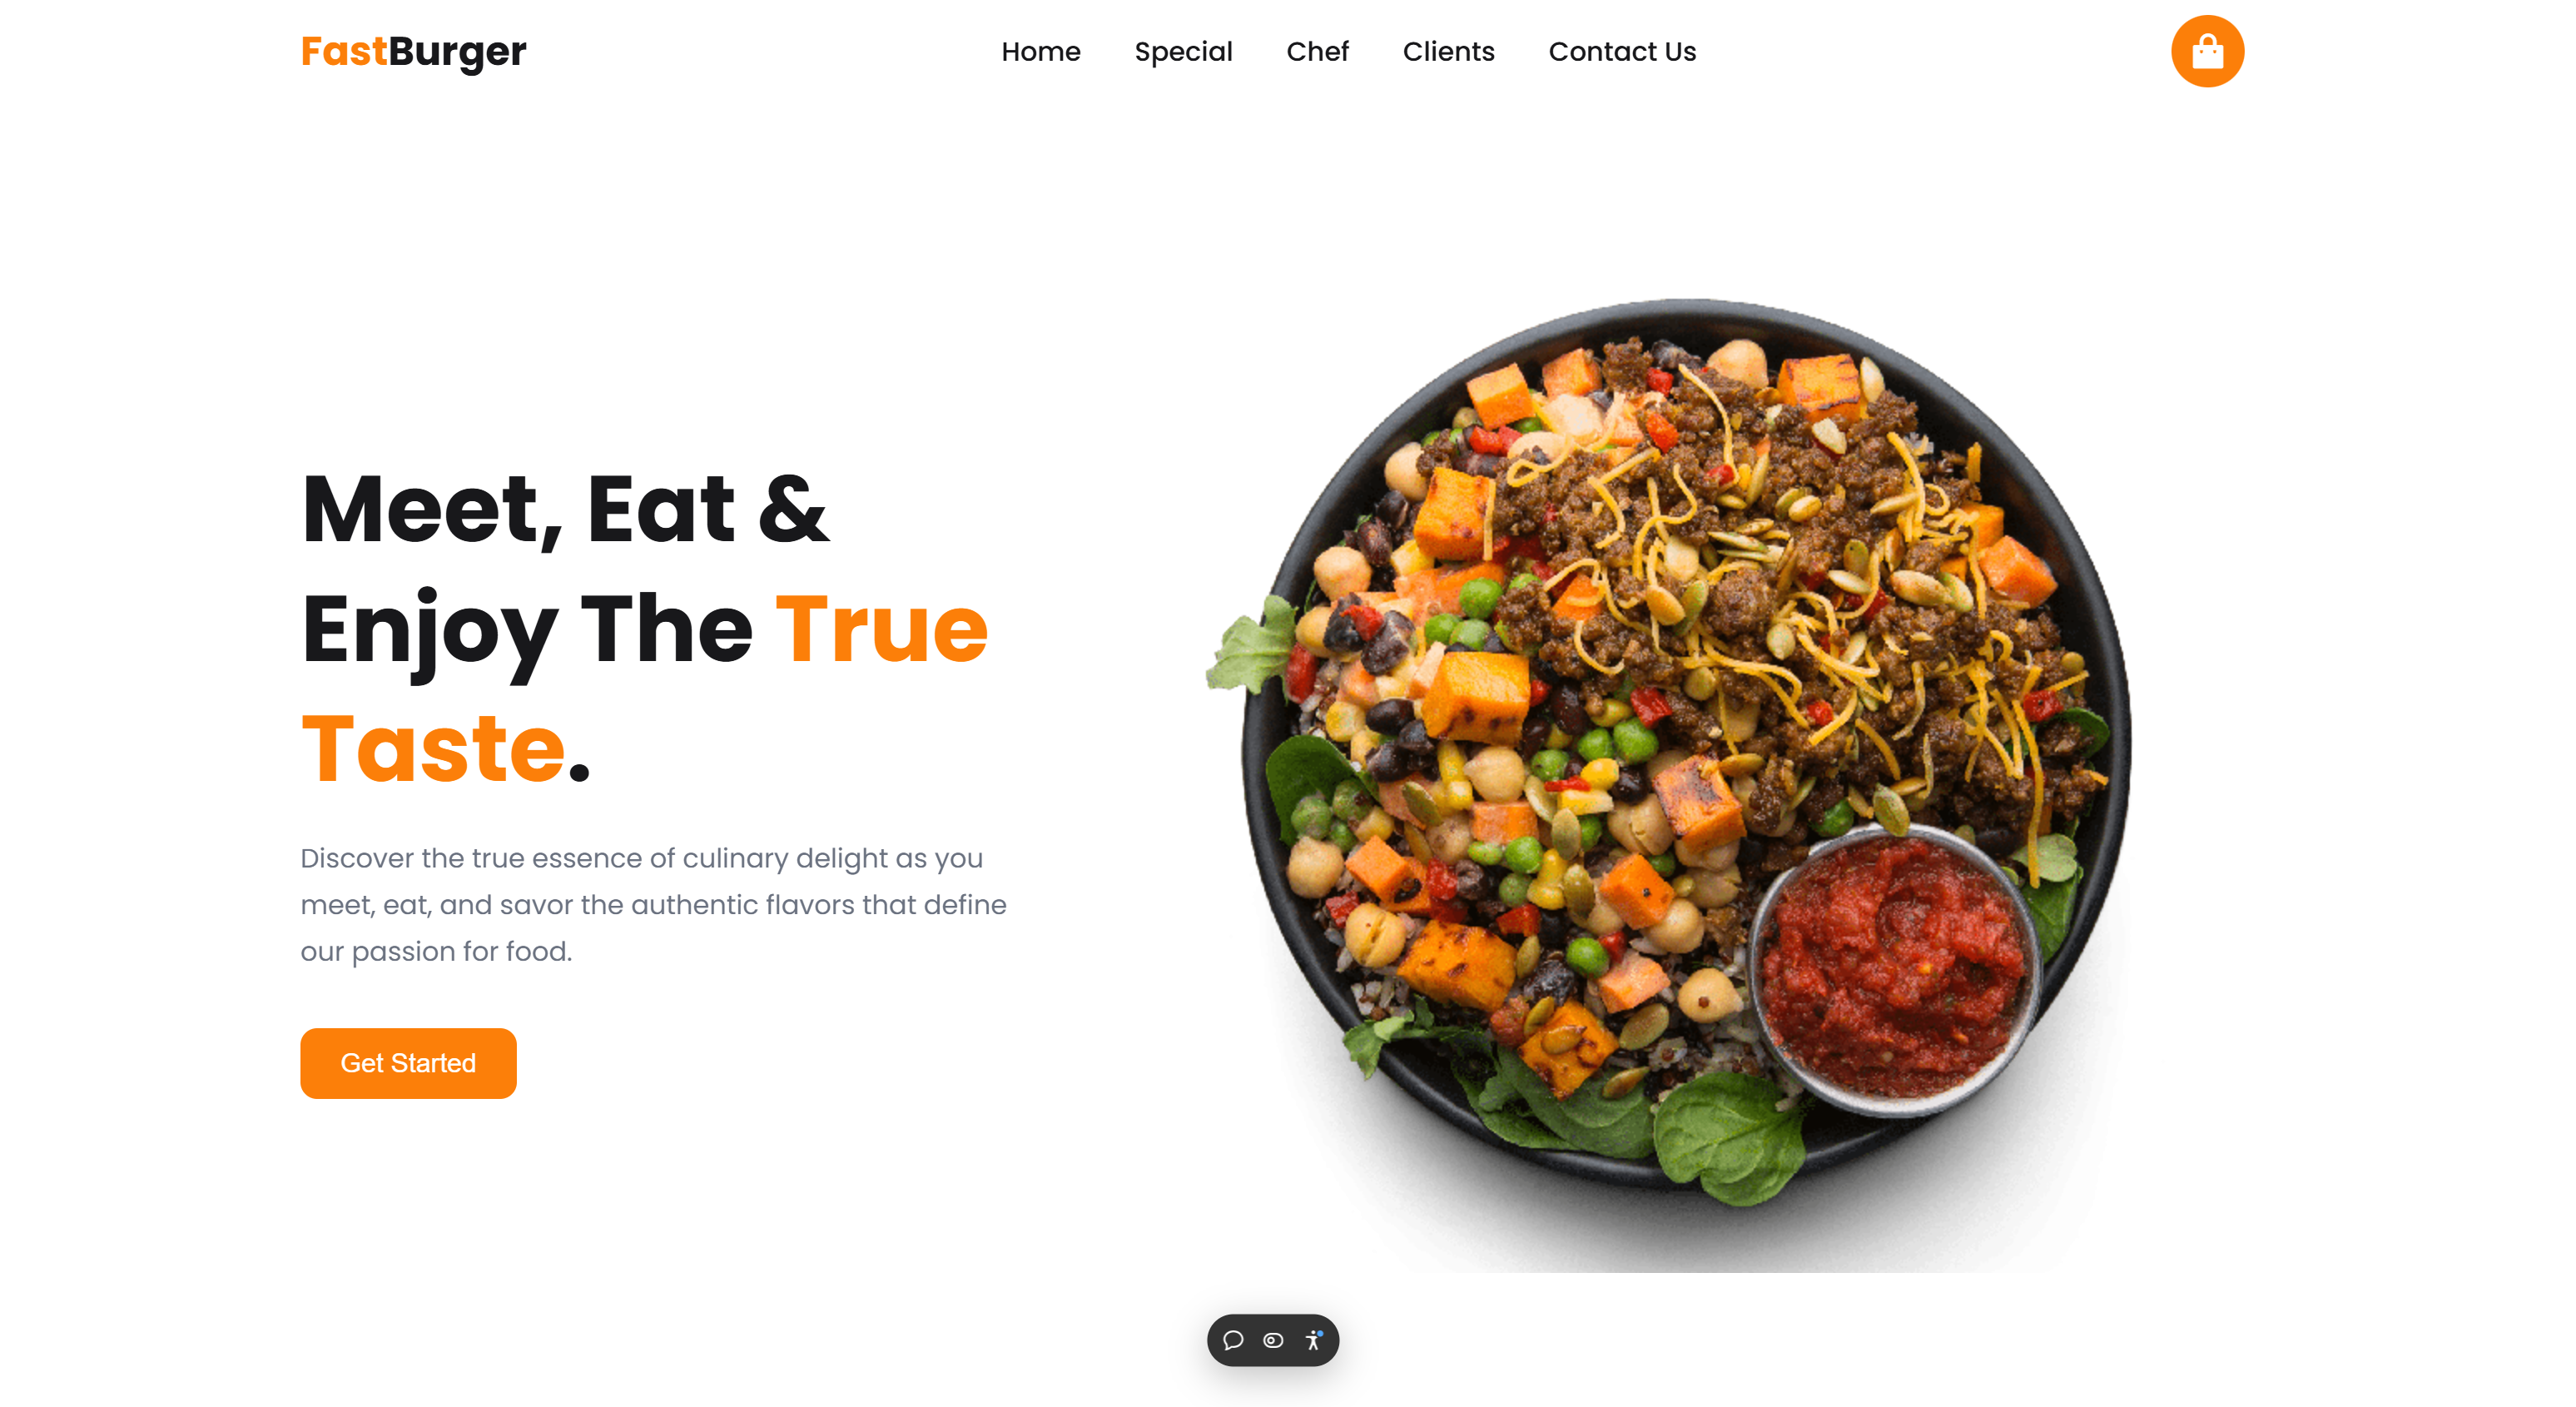 FastBurger
Home Special Chef Clients Contact Us
Meet, Eat &
Enjoy The True
Taste.
Discover the true essence of culinary delight as you
meet, eat, and savor the authentic flavors that define
our passion for food.
Get Started